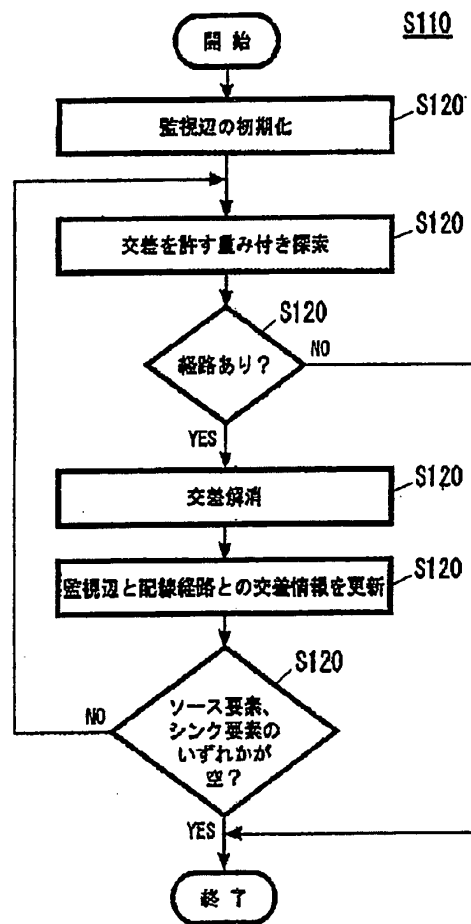 S110
開始
S120
監視辺の初期化
S120
交差を許す重み付き探索
S120
経路あり？
NO
YES
S120
交差解消
S120
監視辺と配線経路との交差情報を更新
S120
ソース要素、
シンク要素の
いずれかが
空？
NO
YES
終了